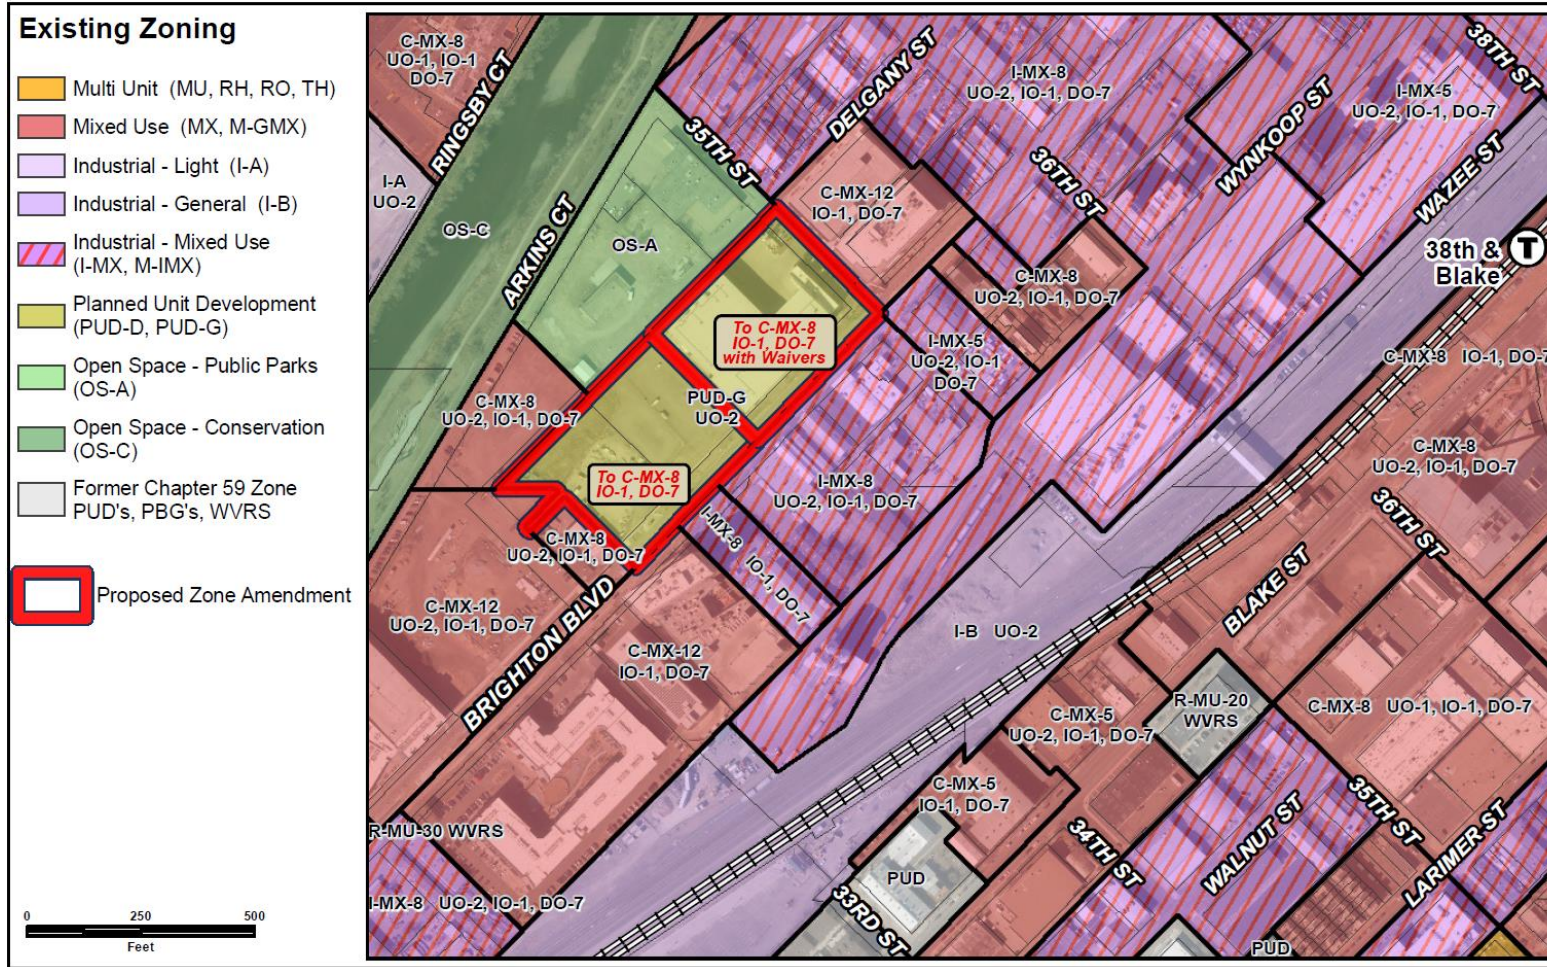 Existing Zoning
Multi Unit (MU, RH, RO, TH)
Mixed Use (MX, M-GMX)
Industrial - Light (I-A)
Industrial - General (I-B)
Industrial - Mixed Use
(I-MX, M-IMX)
Planned Unit Development
(PUD-D, PUD-G)
Open Space - Public Parks
(OS-A)
Open Space - Conservation
(OS-C)
Former Chapter 59 Zone
PUD's, PBG's, WVRS
Proposed Zone Amendment
0 250 500
Feet
C-MX-8
UO-1, IO-1
DO-7
RINGSBY CT
I-A
UO-2
OS-C
ARKINS CT
OS-A
35TH ST
DELGANY ST
I-MX-8
UO-2, IO-1, DO-7
38TH ST
I-MX-5
UO-2, IO-1, DO-7
WYNKOOP ST
WAZEE ST
36TH ST
C-MX-12
IO-1, DO-7
38th &
Blake
T
C-MX-8
UO-2, IO-1, DO-7
To C-MX-8
IO-1, DO-7
with Waivers
I-MX-5
UO-2, IO-1
DO-7
C-MX-8 IO-1, DO-7
PUD-G
UO-2
C-MX-8
UO-2, IO-1, DO-7
To C-MX-8
IO-1, DO-7
I-MX-8
UO-2, IO-1, DO-7
C-MX-8
UO-2, IO-1, DO-7
36TH ST
I-MX-8 IO-1, DO-7
C-MX-8
UO-2, IO-1, DO-7
BRIGHTON BLVD
C-MX-12
UO-2, IO-1, DO-7
C-MX-12
IO-1, DO-7
I-B UO-2
BLAKE ST
R-MU-20
WVRS
C-MX-8 UO-1, IO-1, DO-7
C-MX-5
UO-2, IO-1, DO-7
C-MX-5
IO-1, DO-7
35TH ST
34TH ST
WALNUT ST
LARIMER ST
R-MU-30 WVRS
PUD
I-MX-8 UO-2, IO-1, DO-7
33RD ST
PUD